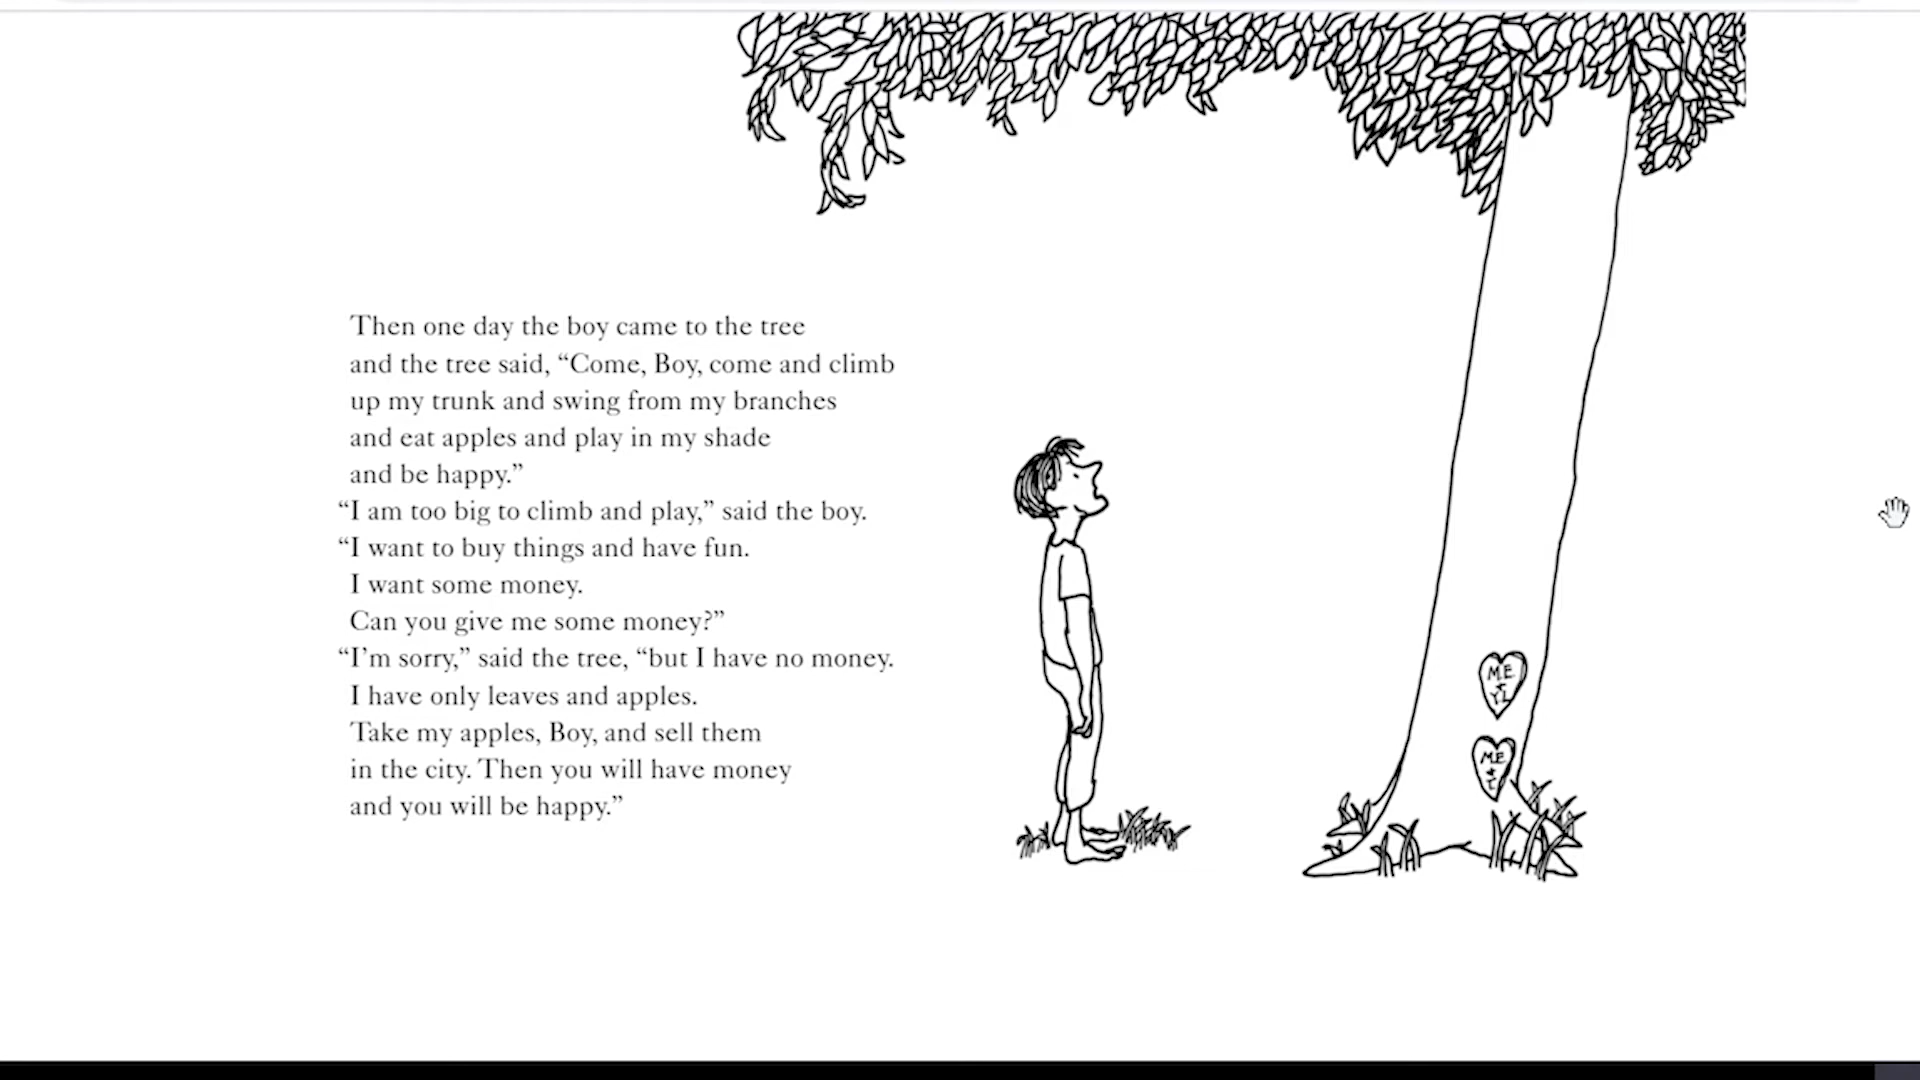 Then one day the boy came to the tree
and the tree said, “Come, Boy, come and climb
up my trunk and swing from my branches
and eat apples and play in my shade
and be happy.”
“I am too big to climb and play,” said the boy.
“I want to buy things and have fun.
I want some money.
Can you give me some money?”
“I’m sorry,” said the tree, “but I have no money.
I have only leaves and apples.
Take my apples, Boy, and sell them
in the city. Then you will have money
and you will be happy.”
ME
+
YL
ME
+
T